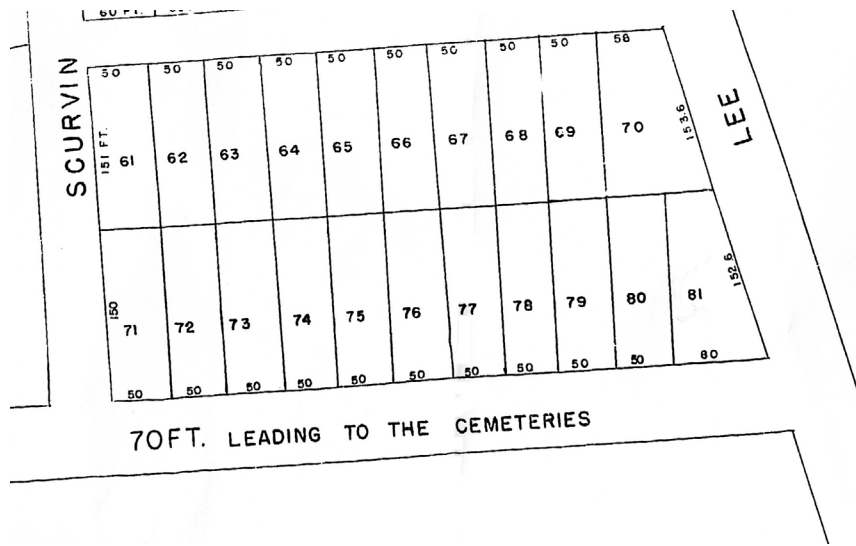 60 FT.
SCURVIN
LEE
50 50 50 50 50 50 50 50 50 58
151 FT.
153.6
61 62 63 64 65 66 67 68 69 70
150
152.6
71 72 73 74 75 76 77 78 79 80 81
50 50 50 50 50 50 50 50 50 50 80
70FT. LEADING TO THE CEMETERIES